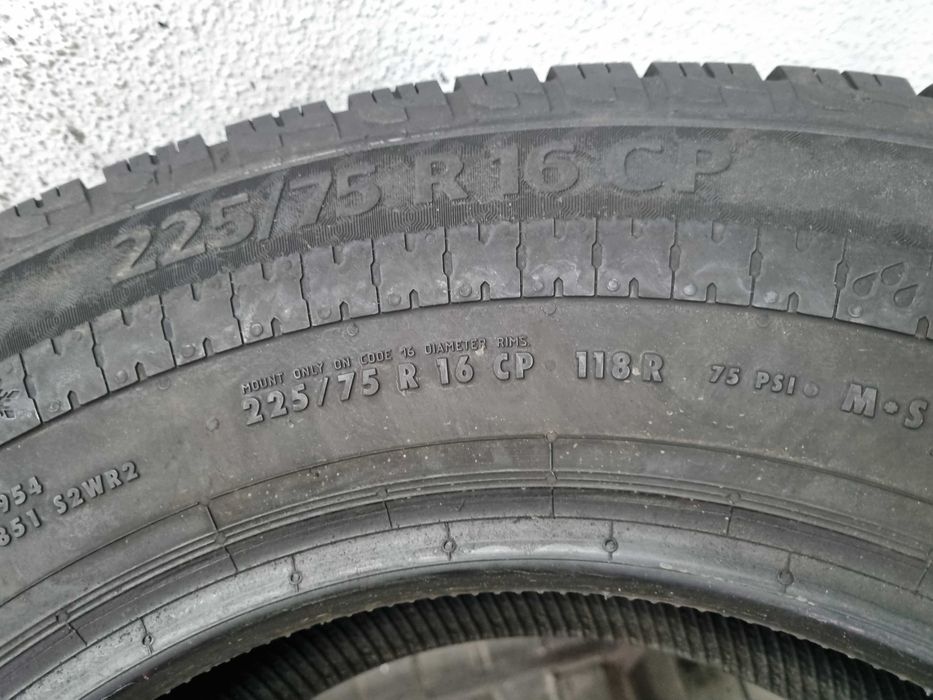 225/75 R 16 CP
MOUNT ONLY ON CODE 16 DIAMETER RIMS.
225/75 R 16 CP 118 R 75 PSI M•S
954
851 S2WR2